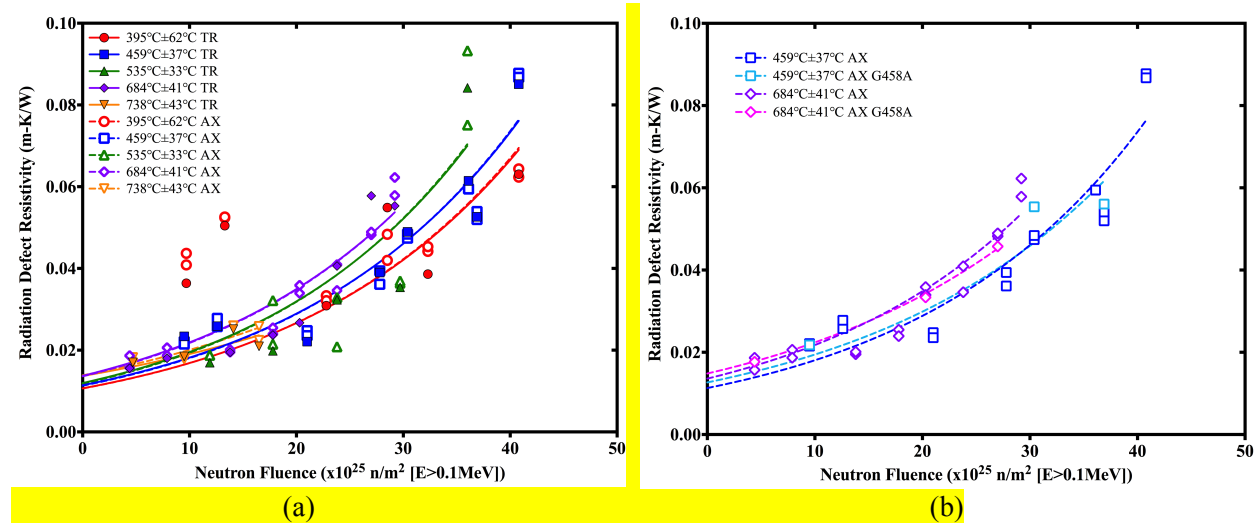 0.10
0.08
0.06
0.04
0.02
0.00
Radiation Defect Resistivity (m-K/W)
395°C±62°C TR
459°C±37°C TR
535°C±33°C TR
684°C±41°C TR
738°C±43°C TR
395°C±62°C AX
459°C±37°C AX
535°C±33°C AX
684°C±41°C AX
738°C±43°C AX
0 10 20 30 40 50
Neutron Fluence (x10²⁵ n/m² [E>0.1MeV])
(a)
0.10
0.08
0.06
0.04
0.02
0.00
Radiation Defect Resistivity (m-K/W)
459°C±37°C AX
459°C±37°C AX G458A
684°C±41°C AX
684°C±41°C AX G458A
0 10 20 30 40 50
Neutron Fluence (x10²⁵ n/m² [E>0.1MeV])
(b)